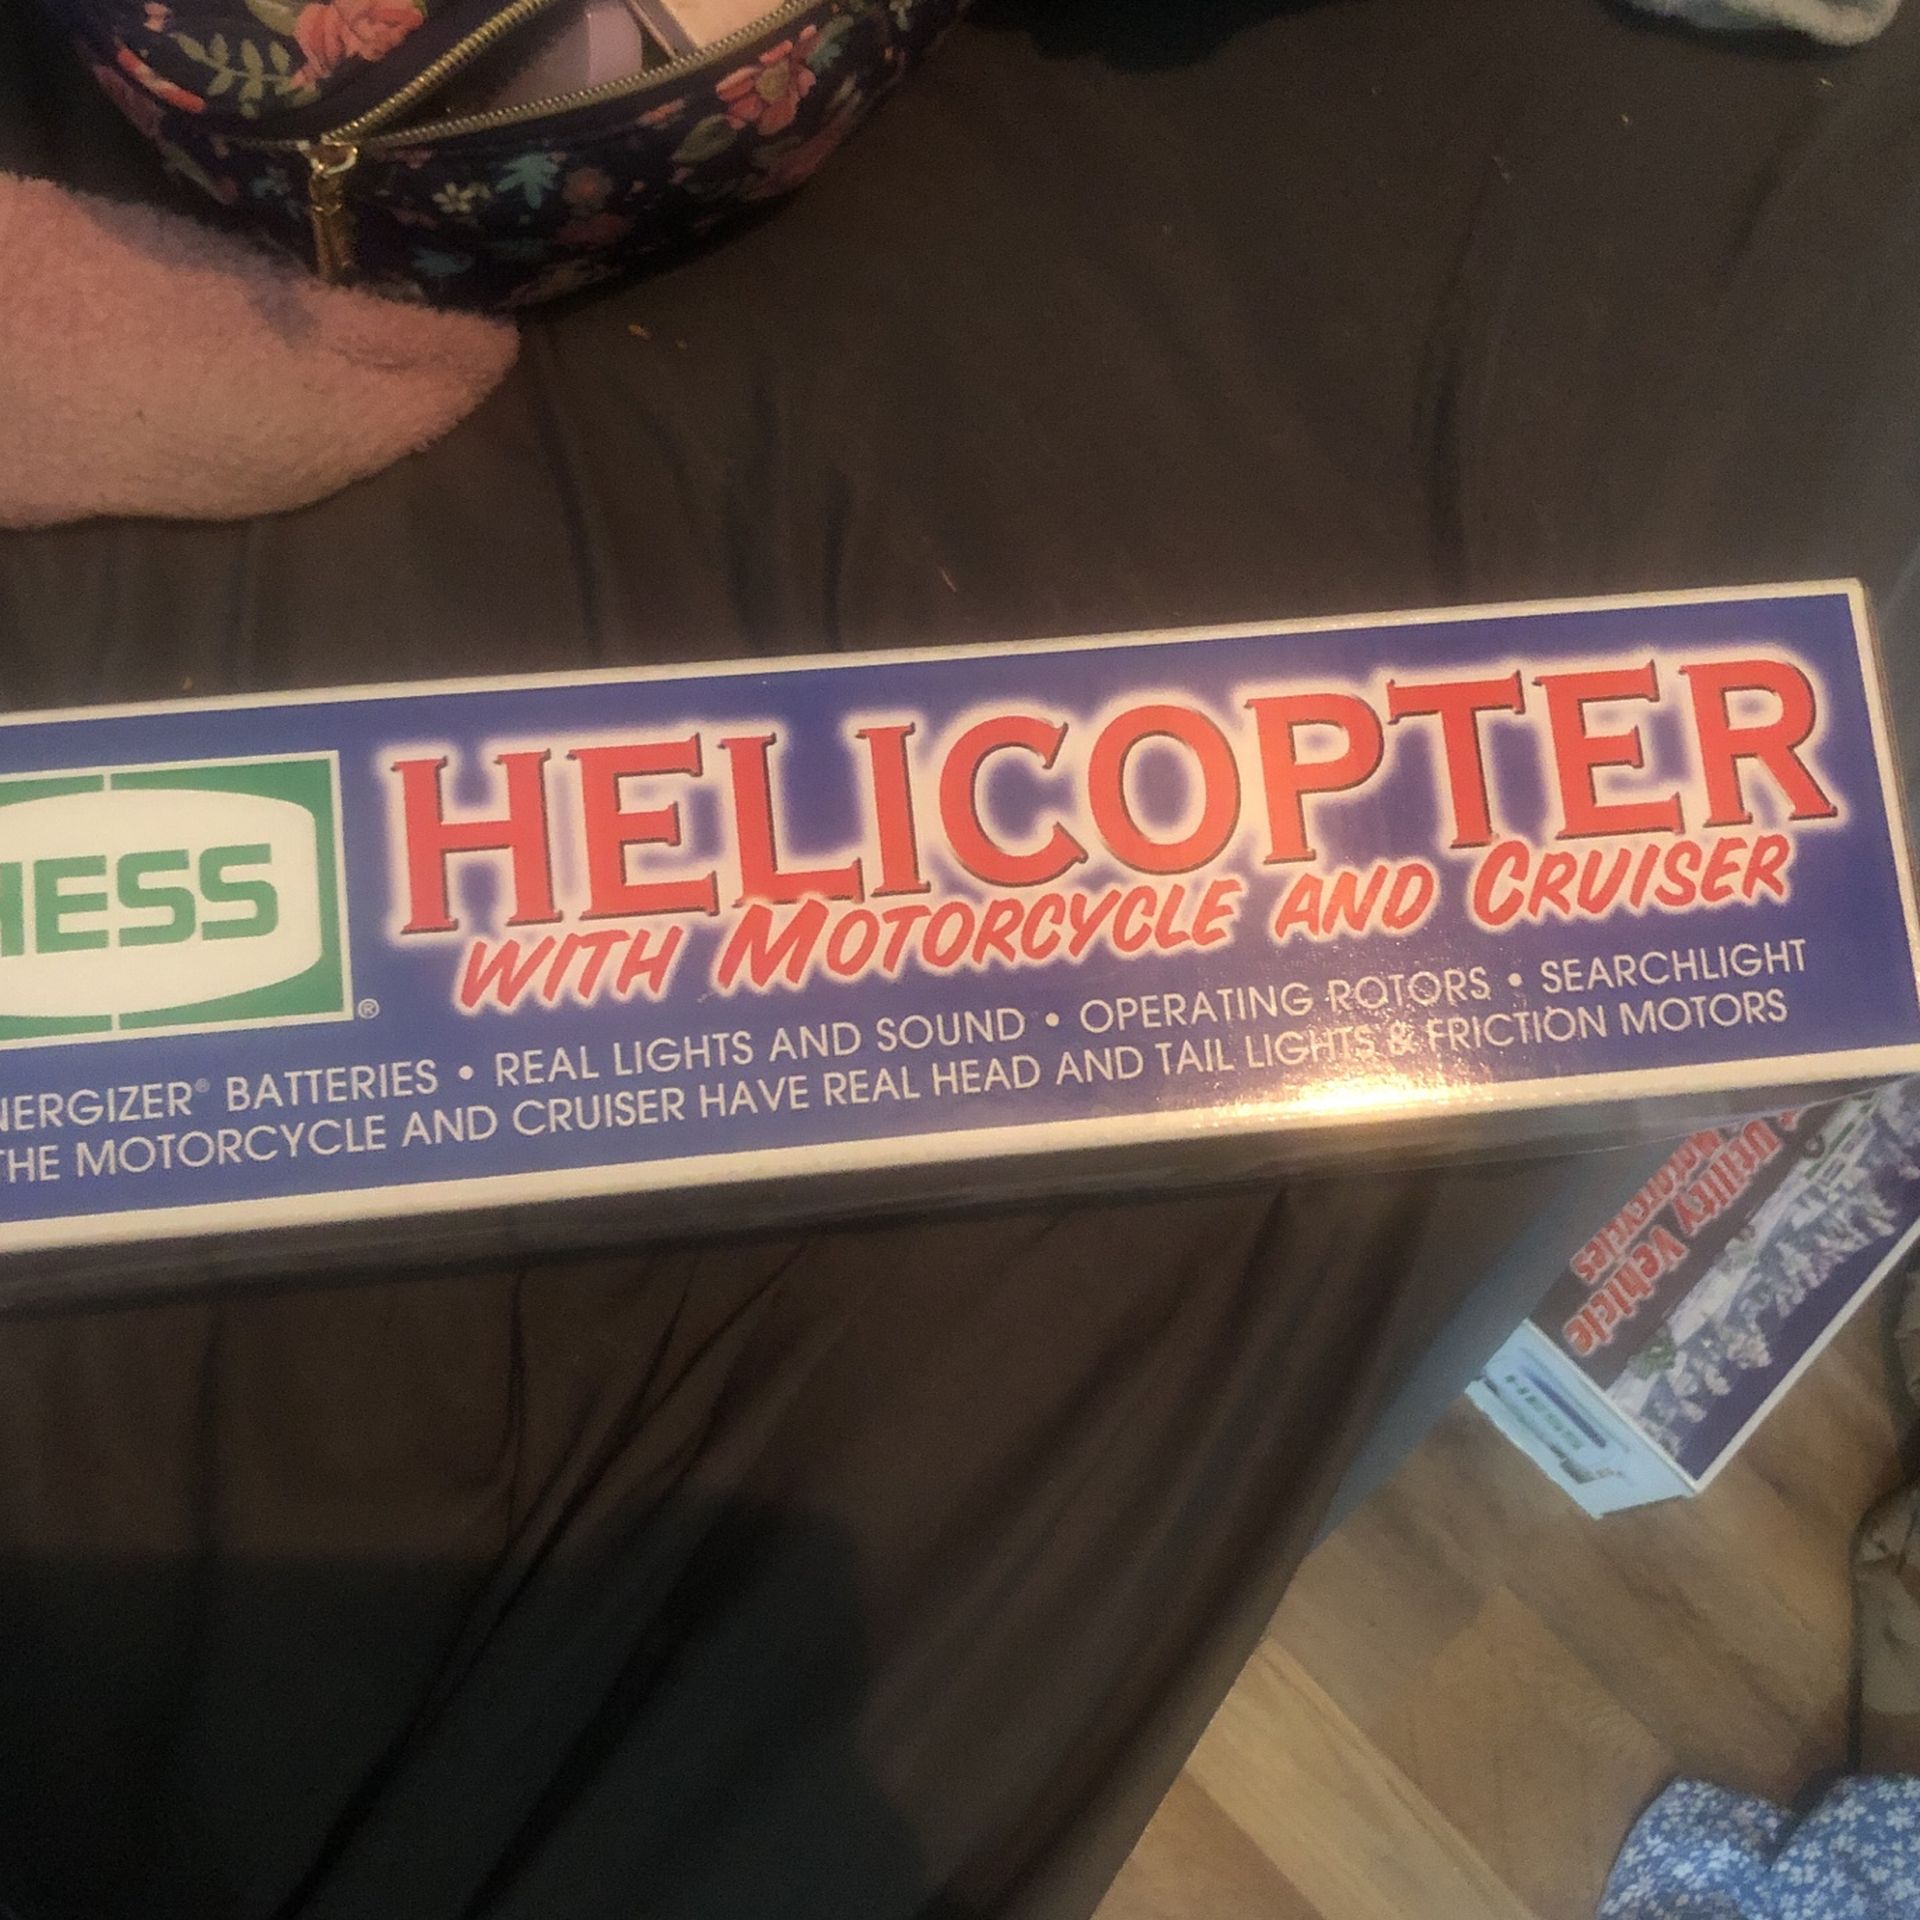 HESS
HELICOPTER
WITH MOTORCYCLE AND CRUISER
ENERGIZER® BATTERIES • REAL LIGHTS AND SOUND • OPERATING ROTORS • SEARCHLIGHT
THE MOTORCYCLE AND CRUISER HAVE REAL HEAD AND TAIL LIGHTS & FRICTION MOTORS
®
Utility Vehicle
Motorcycles
HESS